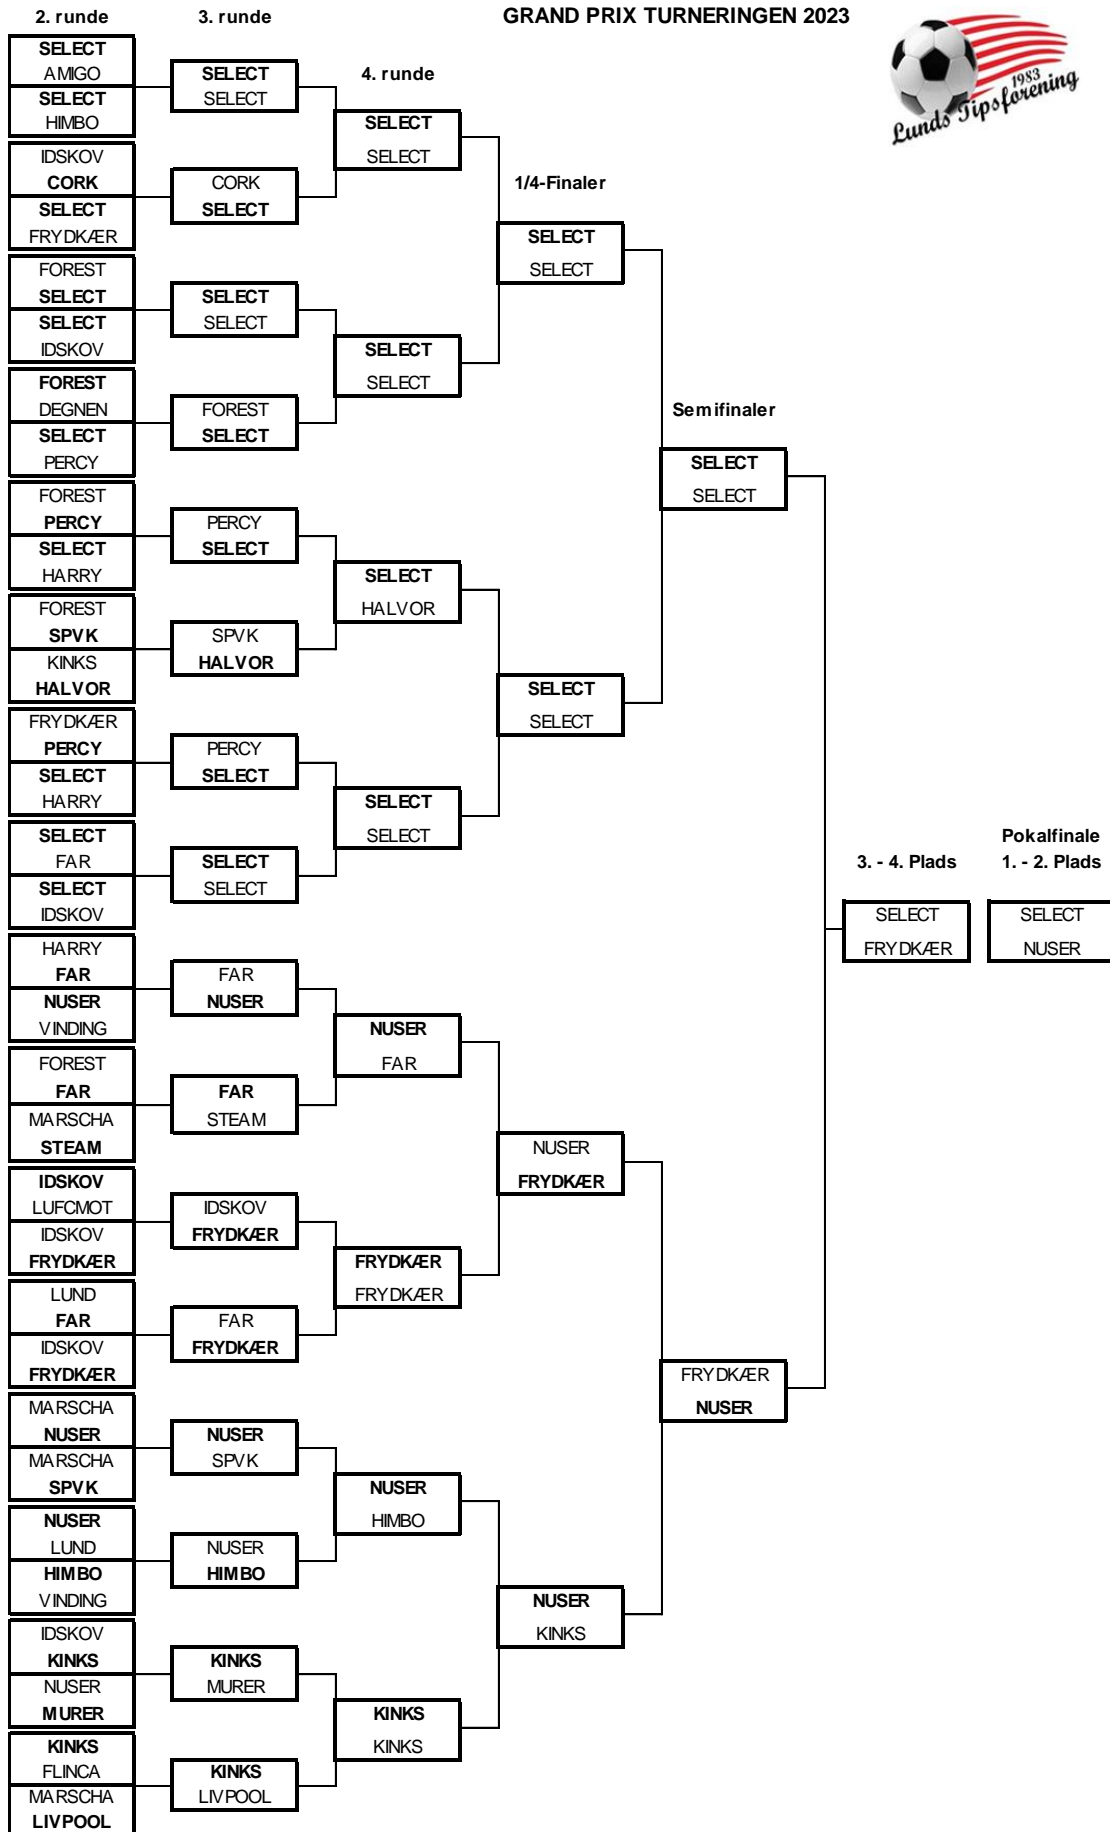 2. runde
3. runde
GRAND PRIX TURNERINGEN 2023
1983
Lunds Tipsforening
SELECT
AMIGO
SELECT
HIMBO
IDSKOV
CORK
SELECT
FRYDKÆR
FOREST
SELECT
SELECT
IDSKOV
FOREST
DEGNEN
SELECT
PERCY
FOREST
PERCY
SELECT
HARRY
FOREST
SPVK
KINKS
HALVOR
FRYDKÆR
PERCY
SELECT
HARRY
SELECT
FAR
SELECT
IDSKOV
HARRY
FAR
NUSER
VINDING
FOREST
FAR
MARSCHA
STEAM
IDSKOV
LUFCMOT
IDSKOV
FRYDKÆR
LUND
FAR
IDSKOV
FRYDKÆR
MARSCHA
NUSER
MARSCHA
SPVK
NUSER
LUND
HIMBO
VINDING
IDSKOV
KINKS
NUSER
MURER
KINKS
FLINCA
MARSCHA
LIVPOOL
SELECT
SELECT
CORK
SELECT
SELECT
SELECT
FOREST
SELECT
PERCY
SELECT
SPVK
HALVOR
PERCY
SELECT
SELECT
SELECT
FAR
NUSER
FAR
STEAM
IDSKOV
FRYDKÆR
FAR
FRYDKÆR
NUSER
SPVK
NUSER
HIMBO
KINKS
MURER
KINKS
LIVPOOL
4. runde
SELECT
SELECT
SELECT
SELECT
SELECT
HALVOR
SELECT
SELECT
NUSER
FAR
FRYDKÆR
FRYDKÆR
NUSER
HIMBO
KINKS
KINKS
1/4-Finaler
SELECT
SELECT
SELECT
SELECT
NUSER
FRYDKÆR
NUSER
KINKS
Semifinaler
SELECT
SELECT
FRYDKÆR
NUSER
3. - 4. Plads
SELECT
FRYDKÆR
Pokalfinale
1. - 2. Plads
SELECT
NUSER